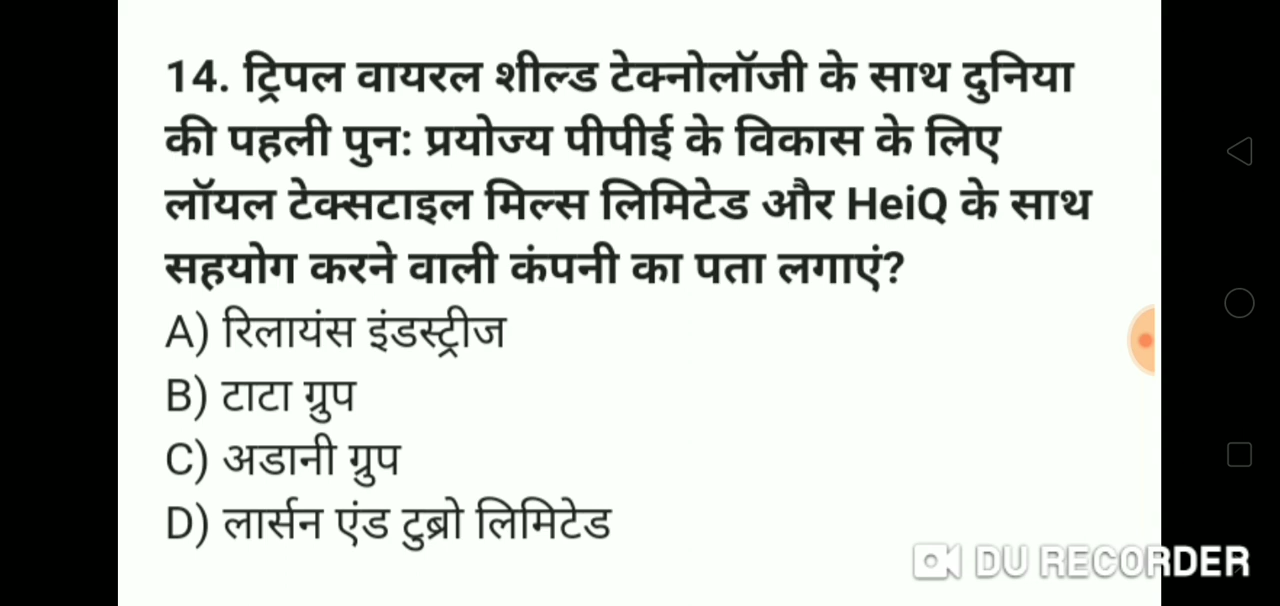 14. ट्रिपल वायरल शील्ड टेक्नोलॉजी के साथ दुनिया
की पहली पुन: प्रयोज्य पीपीई के विकास के लिए
लॉयल टेक्सटाइल मिल्स लिमिटेड और HeiQ के साथ
सहयोग करने वाली कंपनी का पता लगाएं?
A) रिलायंस इंडस्ट्रीज
B) टाटा ग्रुप
C) अडानी ग्रुप
D) लार्सन एंड टुब्रो लिमिटेड
DU RECORDER